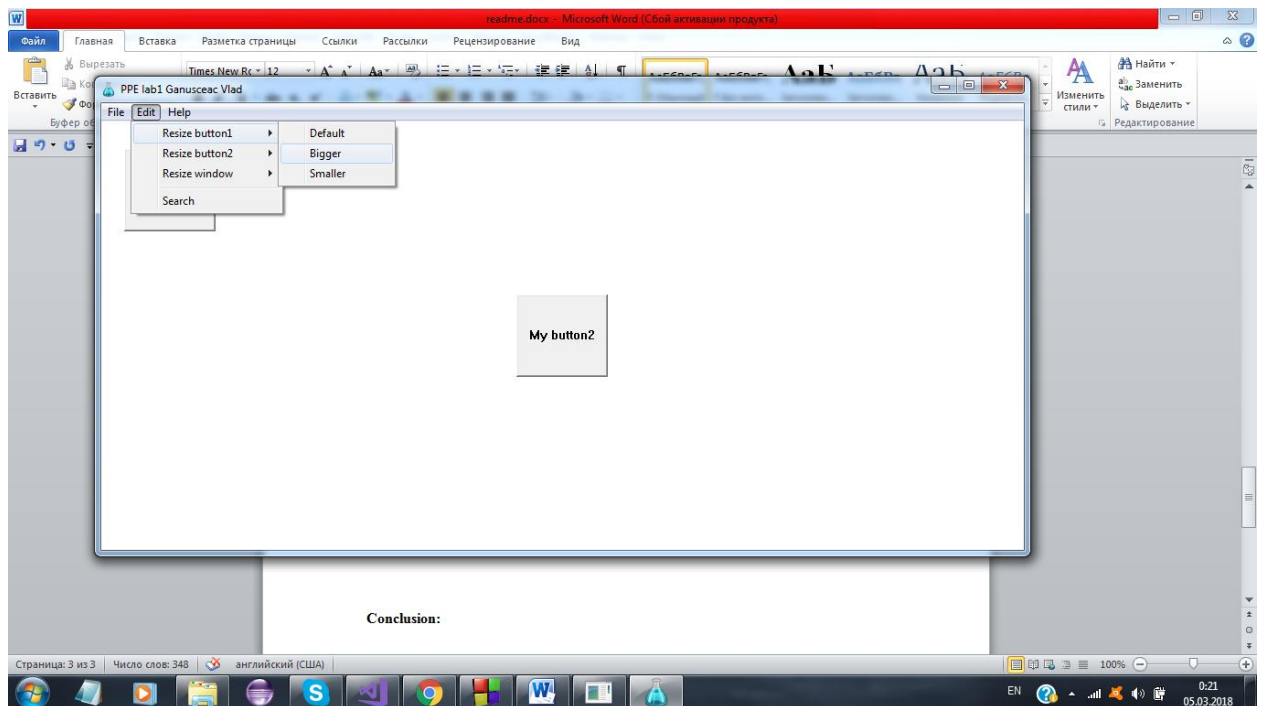 readme.docx - Microsoft Word (Сбой активации продукта)
Файл Главная Вставка Разметка страницы Ссылки Рассылки Рецензирование Вид
Вырезать
Вставить
Times New Ro 12
Изменить стили
Найти
Заменить
Выделить
Редактирование
PPE lab1 Ganusceac Vlad
File Edit Help
Resize button1
Resize button2
Resize window
Search
Default
Bigger
Smaller
My button2
Conclusion:
Страница: 3 из 3 Число слов: 348 английский (США) 100%
EN 0:21
05.03.2018